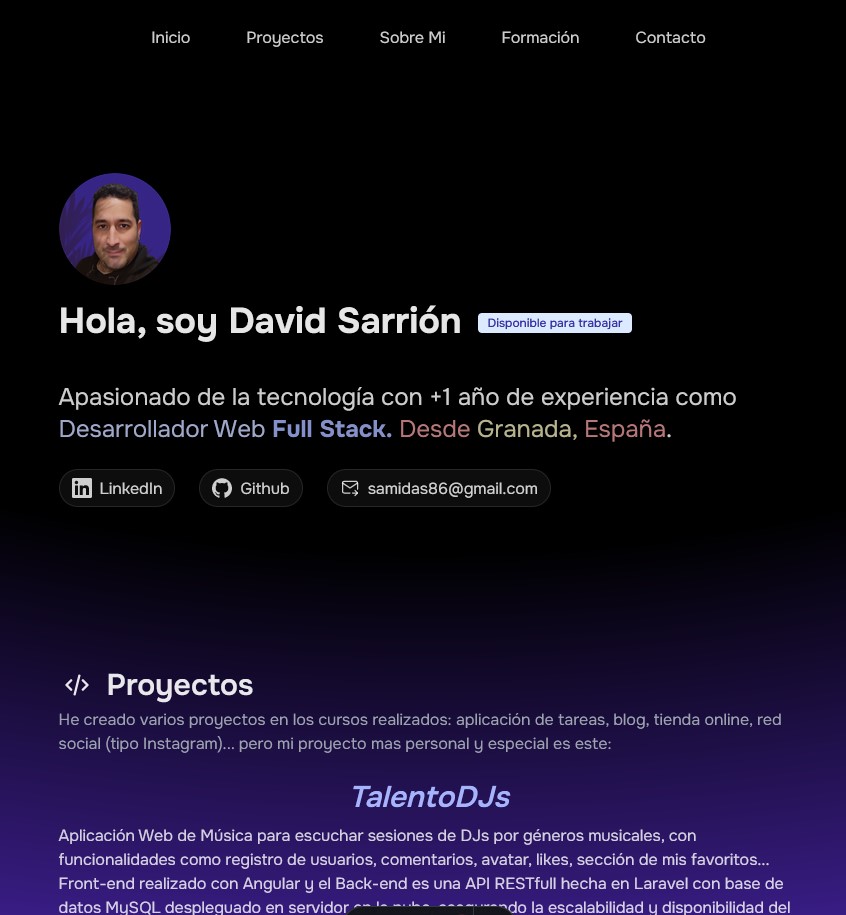 Inicio Proyectos Sobre Mi Formación Contacto
Hola, soy David Sarrión Disponible para trabajar
Apasionado de la tecnología con +1 año de experiencia como
Desarrollador Web Full Stack. Desde Granada, España.
LinkedIn Github samidas86@gmail.com
Proyectos
He creado varios proyectos en los cursos realizados: aplicación de tareas, blog, tienda online, red
social (tipo Instagram)... pero mi proyecto mas personal y especial es este:
TalentoDJs
Aplicación Web de Música para escuchar sesiones de DJs por géneros musicales, con
funcionalidades como registro de usuarios, comentarios, avatar, likes, sección de mis favoritos...
Front-end realizado con Angular y el Back-end es una API RESTfull hecha en Laravel con base de
datos MySQL desplegado en servidor en la nube, asegurando la escalabilidad y disponibilidad del